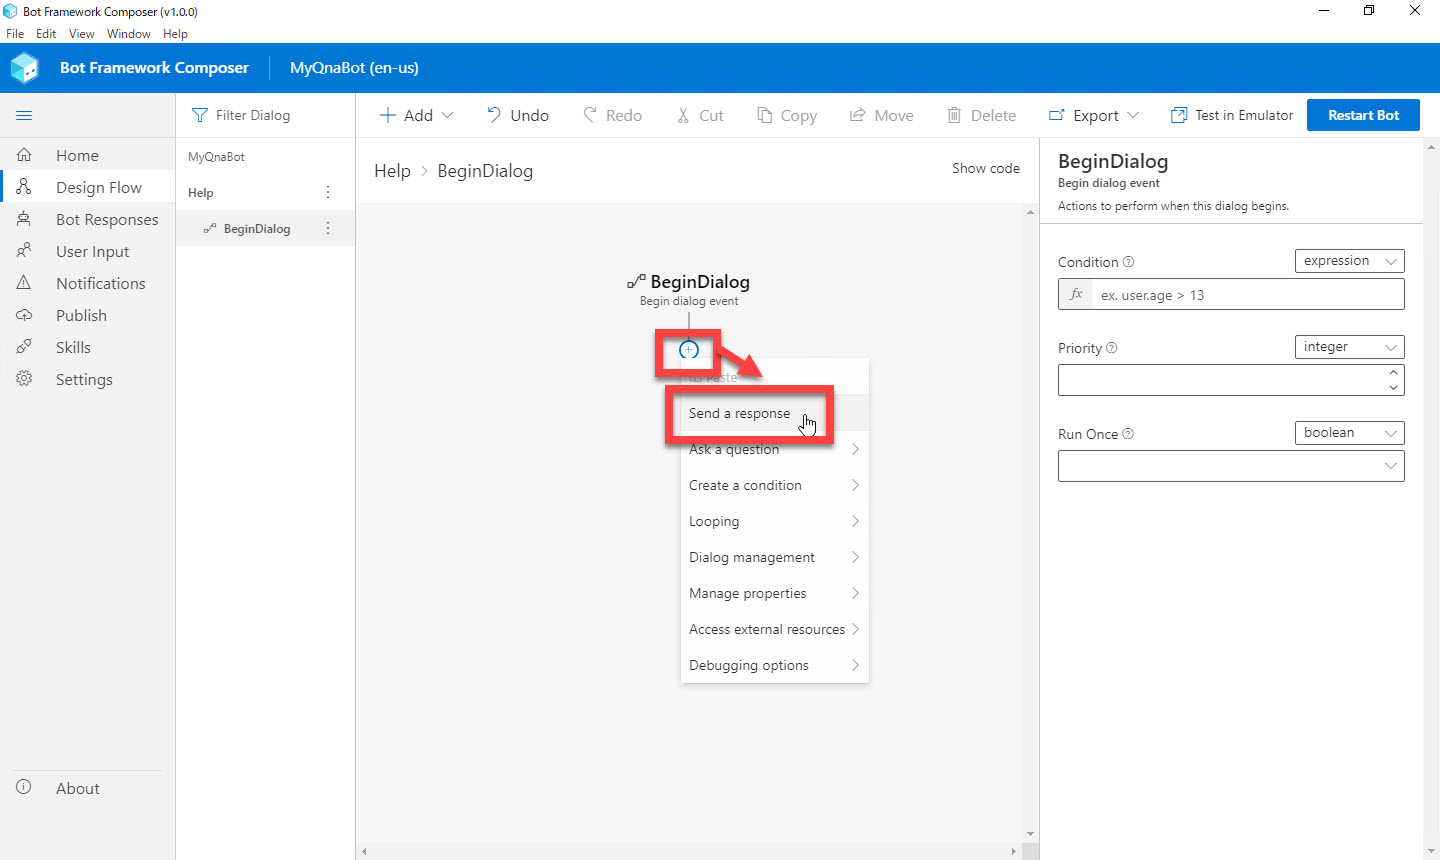 Bot Framework Composer (v1.0.0)
File Edit View Window Help
Bot Framework Composer MyQnaBot (en-us)
Filter Dialog
Add Undo Redo Cut Copy Move Delete Export Test in Emulator Restart Bot
Home
Design Flow
Bot Responses
User Input
Notifications
Publish
Skills
Settings
About
MyQnaBot
Help
BeginDialog
Help > BeginDialog
Show code
BeginDialog
Begin dialog event
Paste
Send a response
Ask a question
Create a condition
Looping
Dialog management
Manage properties
Access external resources
Debugging options
BeginDialog
Begin dialog event
Actions to perform when this dialog begins.
Condition expression
fx ex. user.age > 13
Priority integer
Run Once boolean